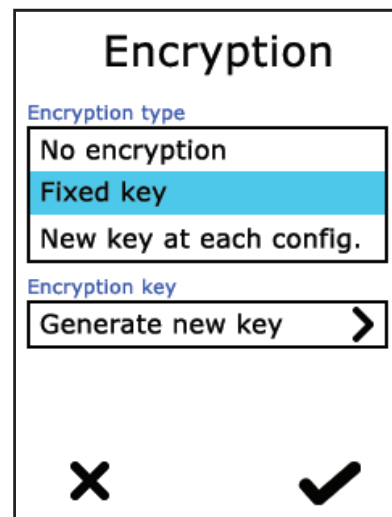 Encryption
Encryption type
No encryption
Fixed key
New key at each config.
Encryption key
Generate new key